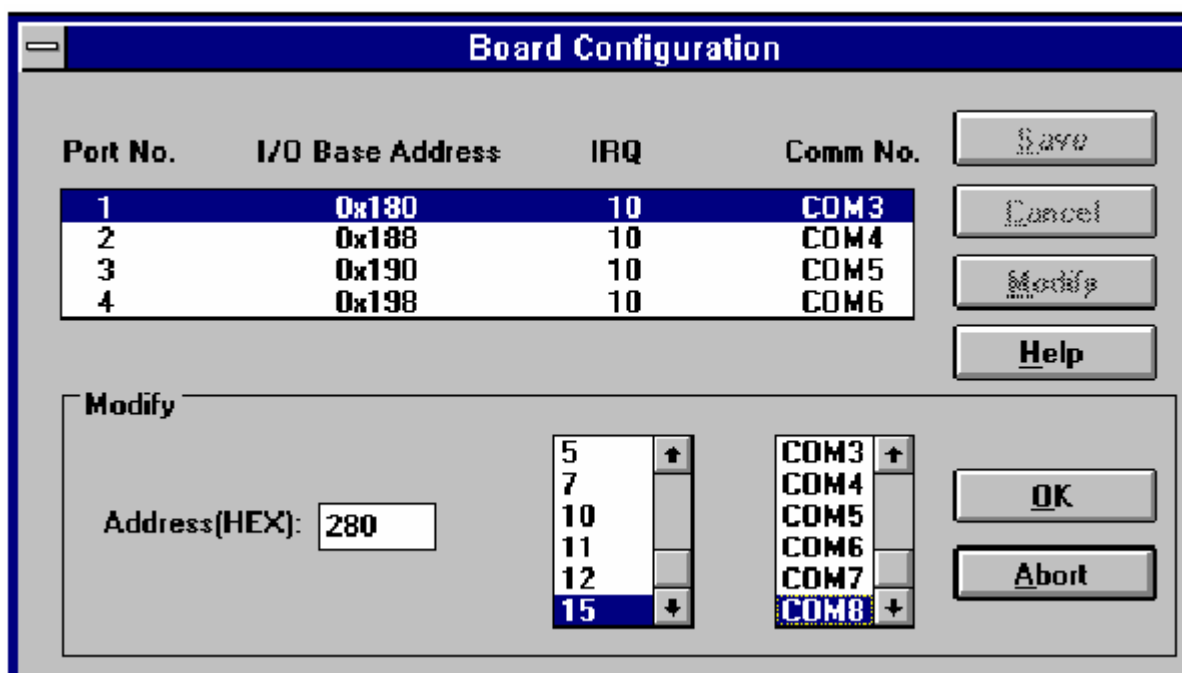 Board Configuration
Port No. I/O Base Address IRQ Comm No.
1 0x180 10 COM3
2 0x188 10 COM4
3 0x190 10 COM5
4 0x198 10 COM6
Save
Cancel
Modify
Help
Modify
Address(HEX): 280
5
7
10
11
12
15
COM3
COM4
COM5
COM6
COM7
COM8
OK
Abort